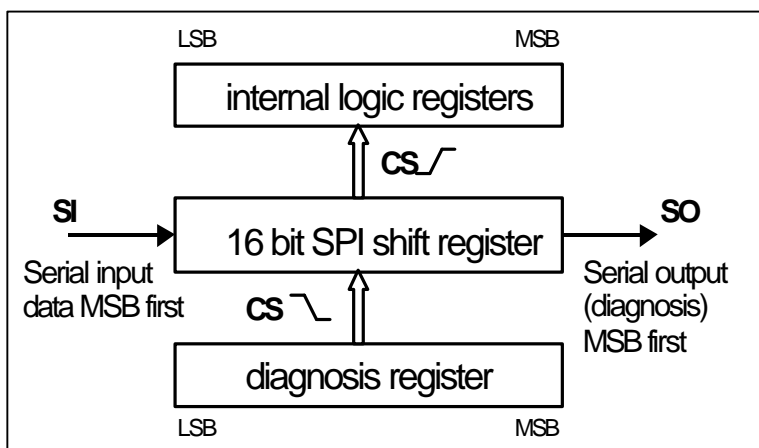 LSB MSB
internal logic registers
CS
SI
SO
16 bit SPI shift register
Serial input
data MSB first
Serial output
(diagnosis)
MSB first
CS
diagnosis register
LSB MSB